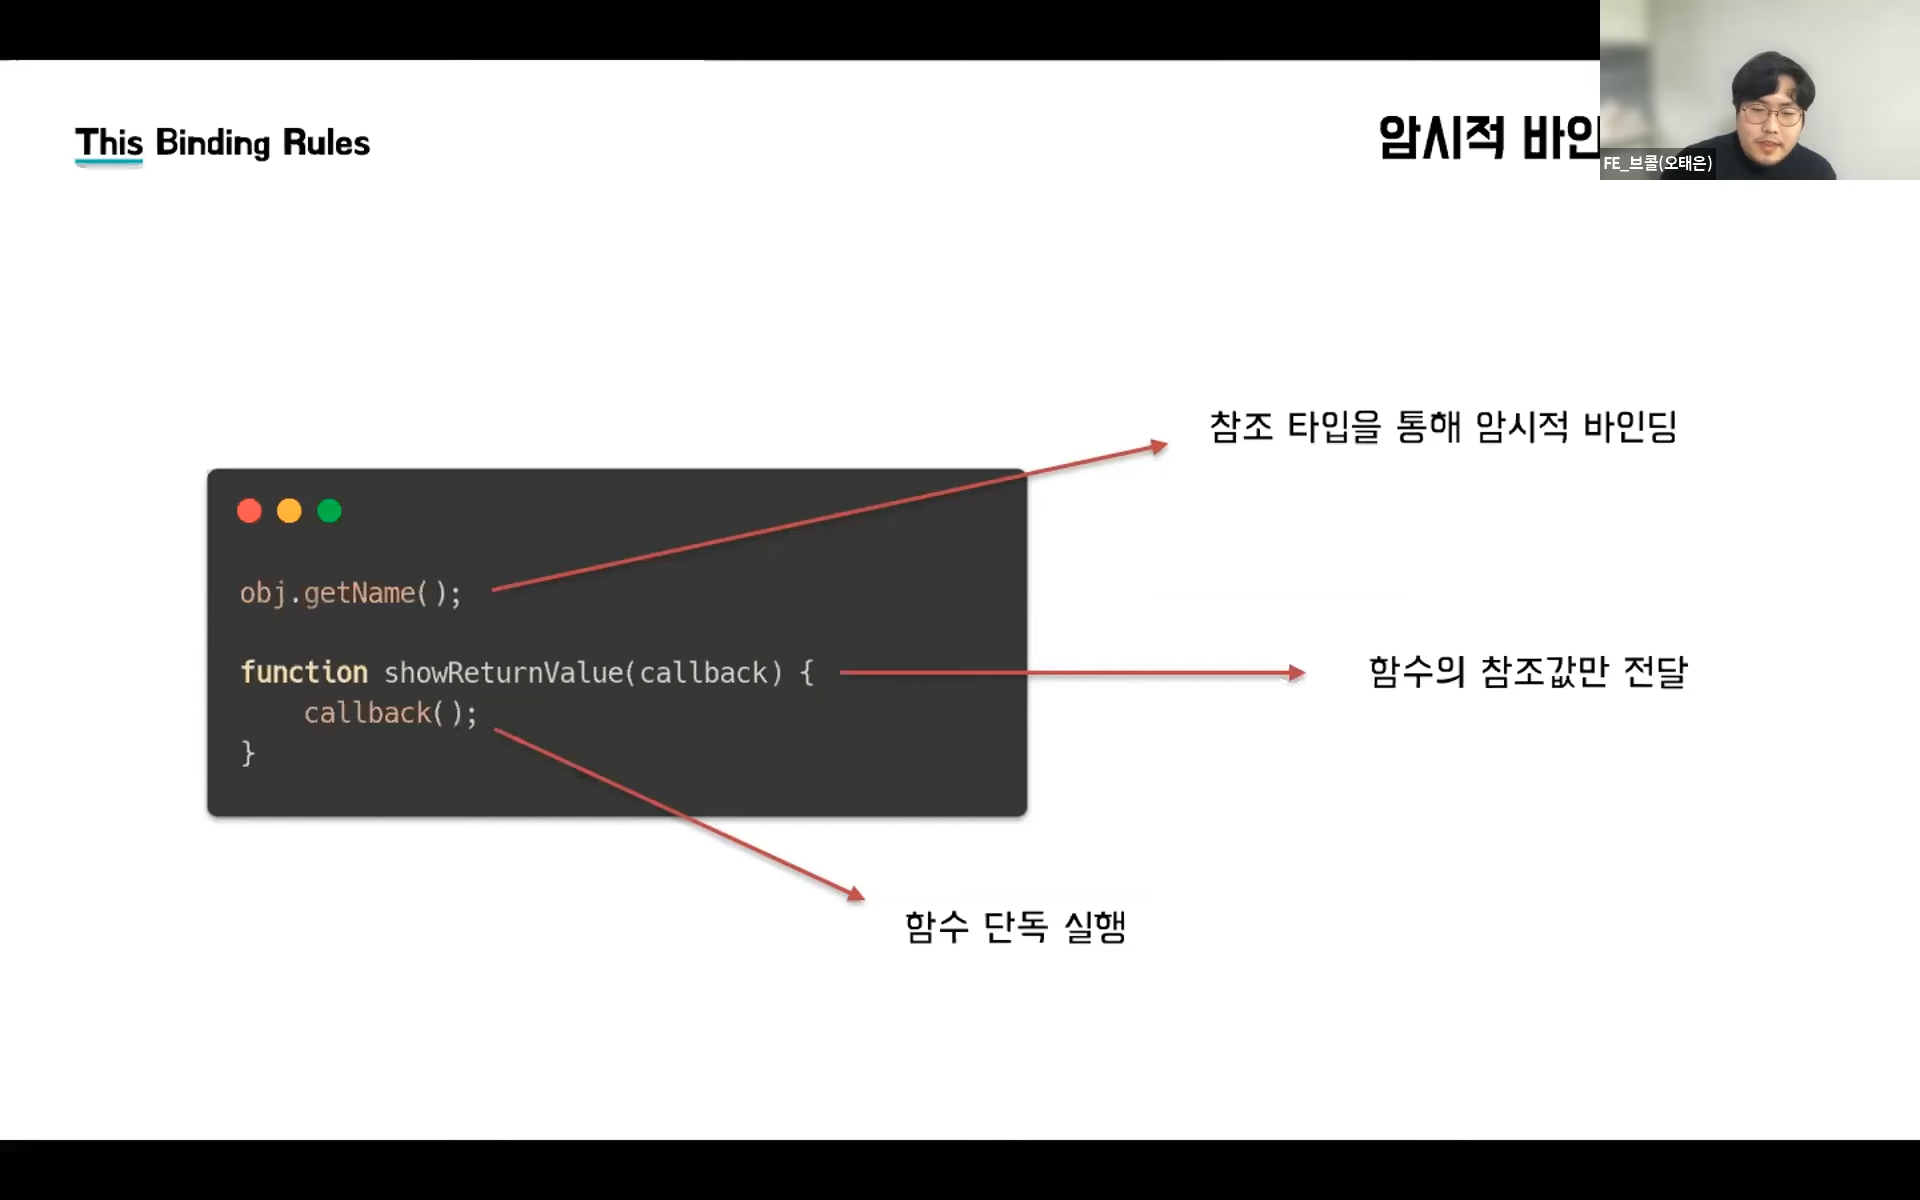 This Binding Rules
암시적 바인
FE_브콜(오태은)
참조 타입을 통해 암시적 바인딩
obj.getName();
function showReturnValue(callback) {
함수의 참조값만 전달
callback();
}
함수 단독 실행